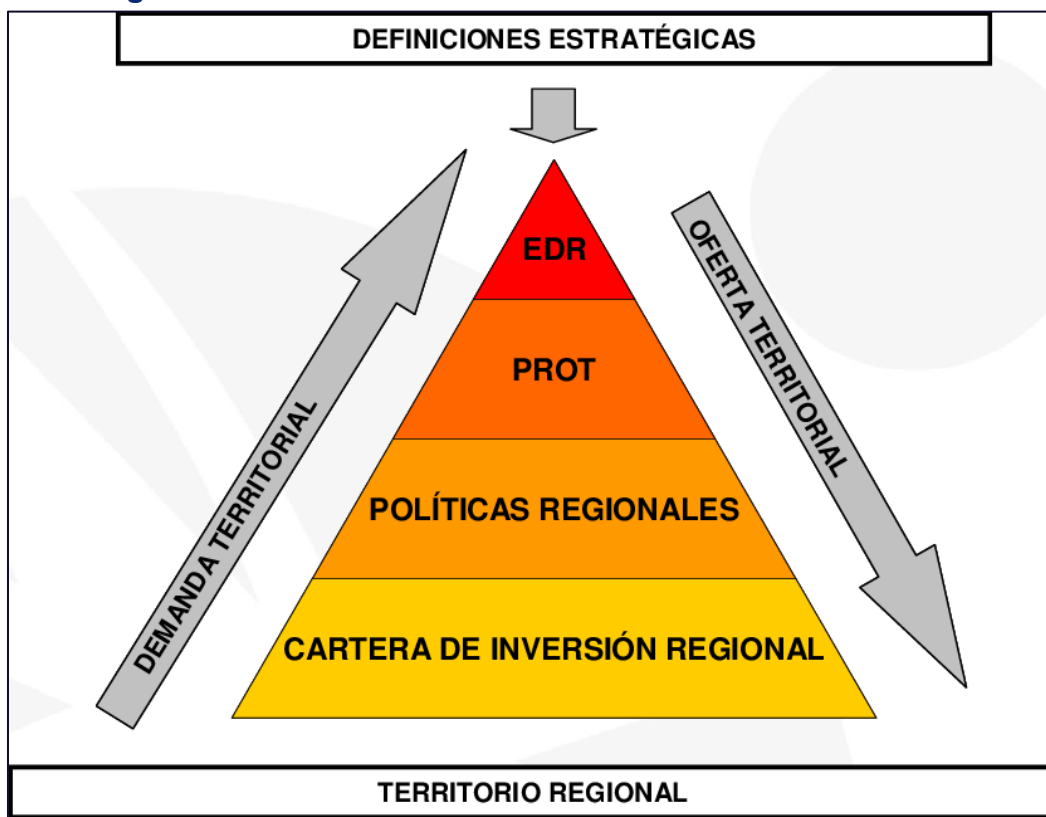 DEFINICIONES ESTRATÉGICAS
EDR
PROT
POLÍTICAS REGIONALES
CARTERA DE INVERSIÓN REGIONAL
DEMANDA TERRITORIAL
OFERTA TERRITORIAL
TERRITORIO REGIONAL